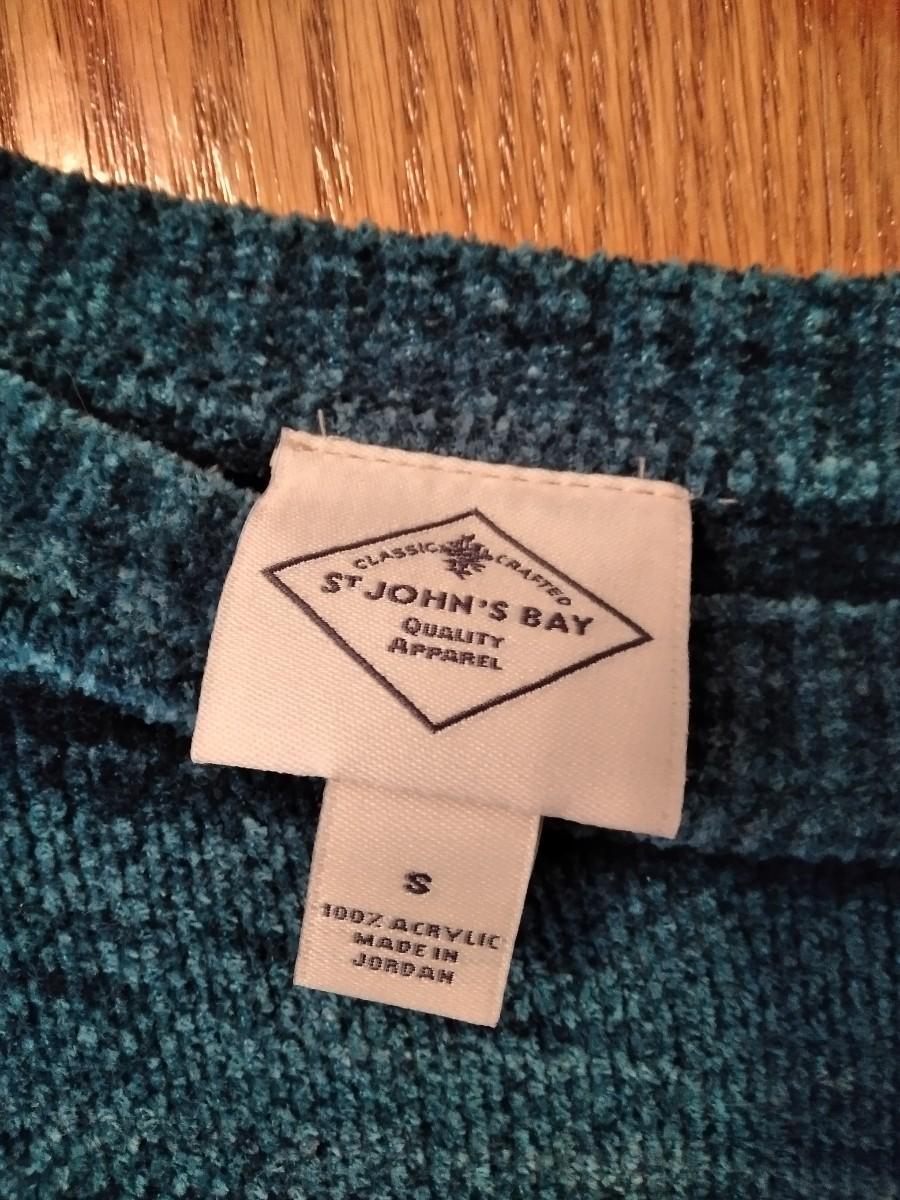 CLASSIC CRAFTED
ST JOHN'S BAY
QUALITY
APPAREL
S
100% ACRYLIC
MADE IN
JORDAN